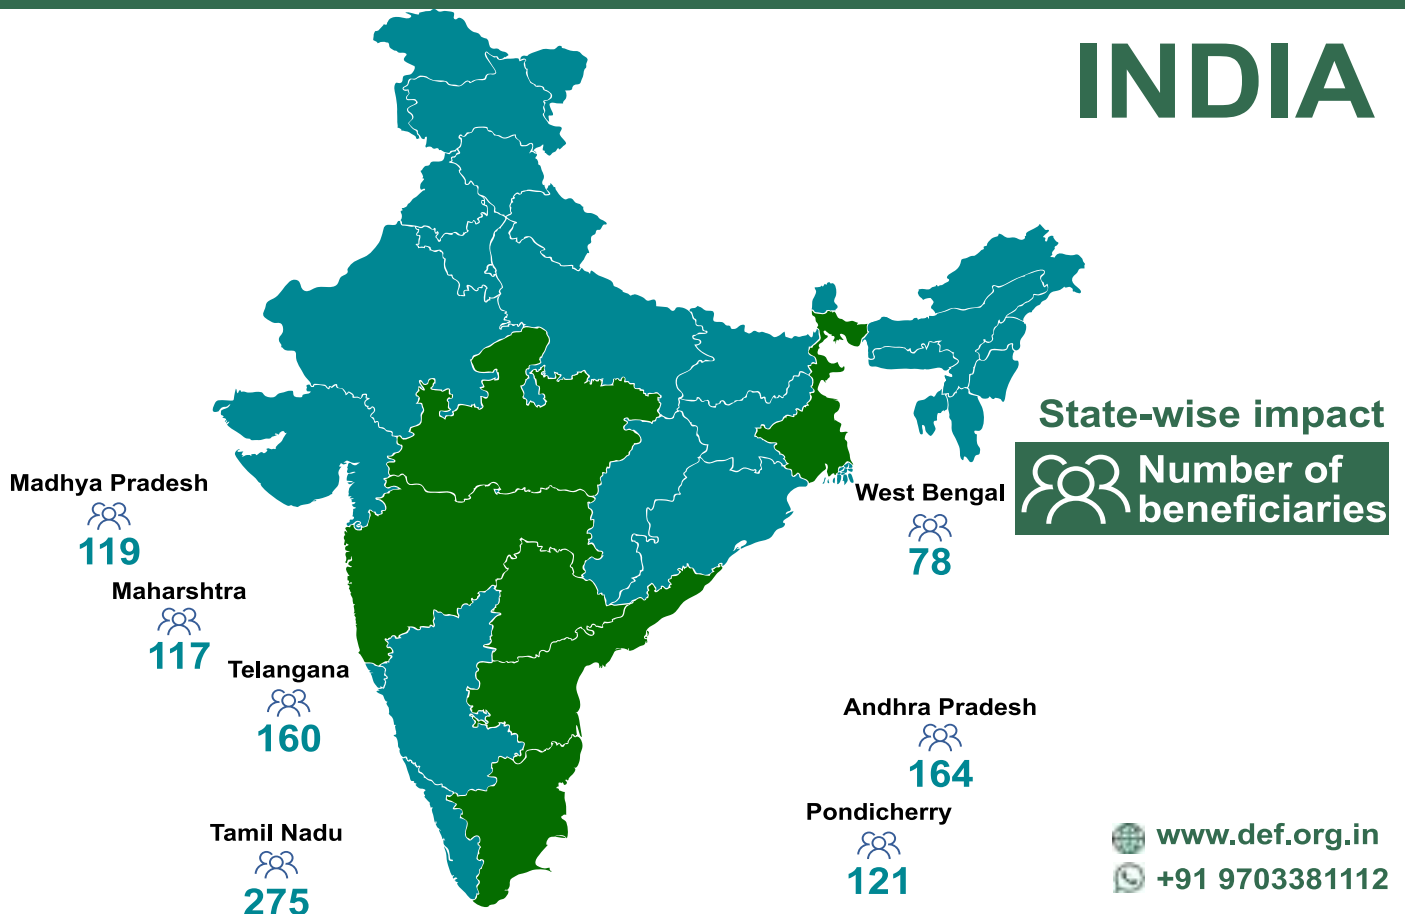 INDIA
State-wise impact
Number of
beneficiaries
Madhya Pradesh
119
Maharshtra
117
Telangana
160
Tamil Nadu
275
West Bengal
78
Andhra Pradesh
164
Pondicherry
121
www.def.org.in
+91 9703381112